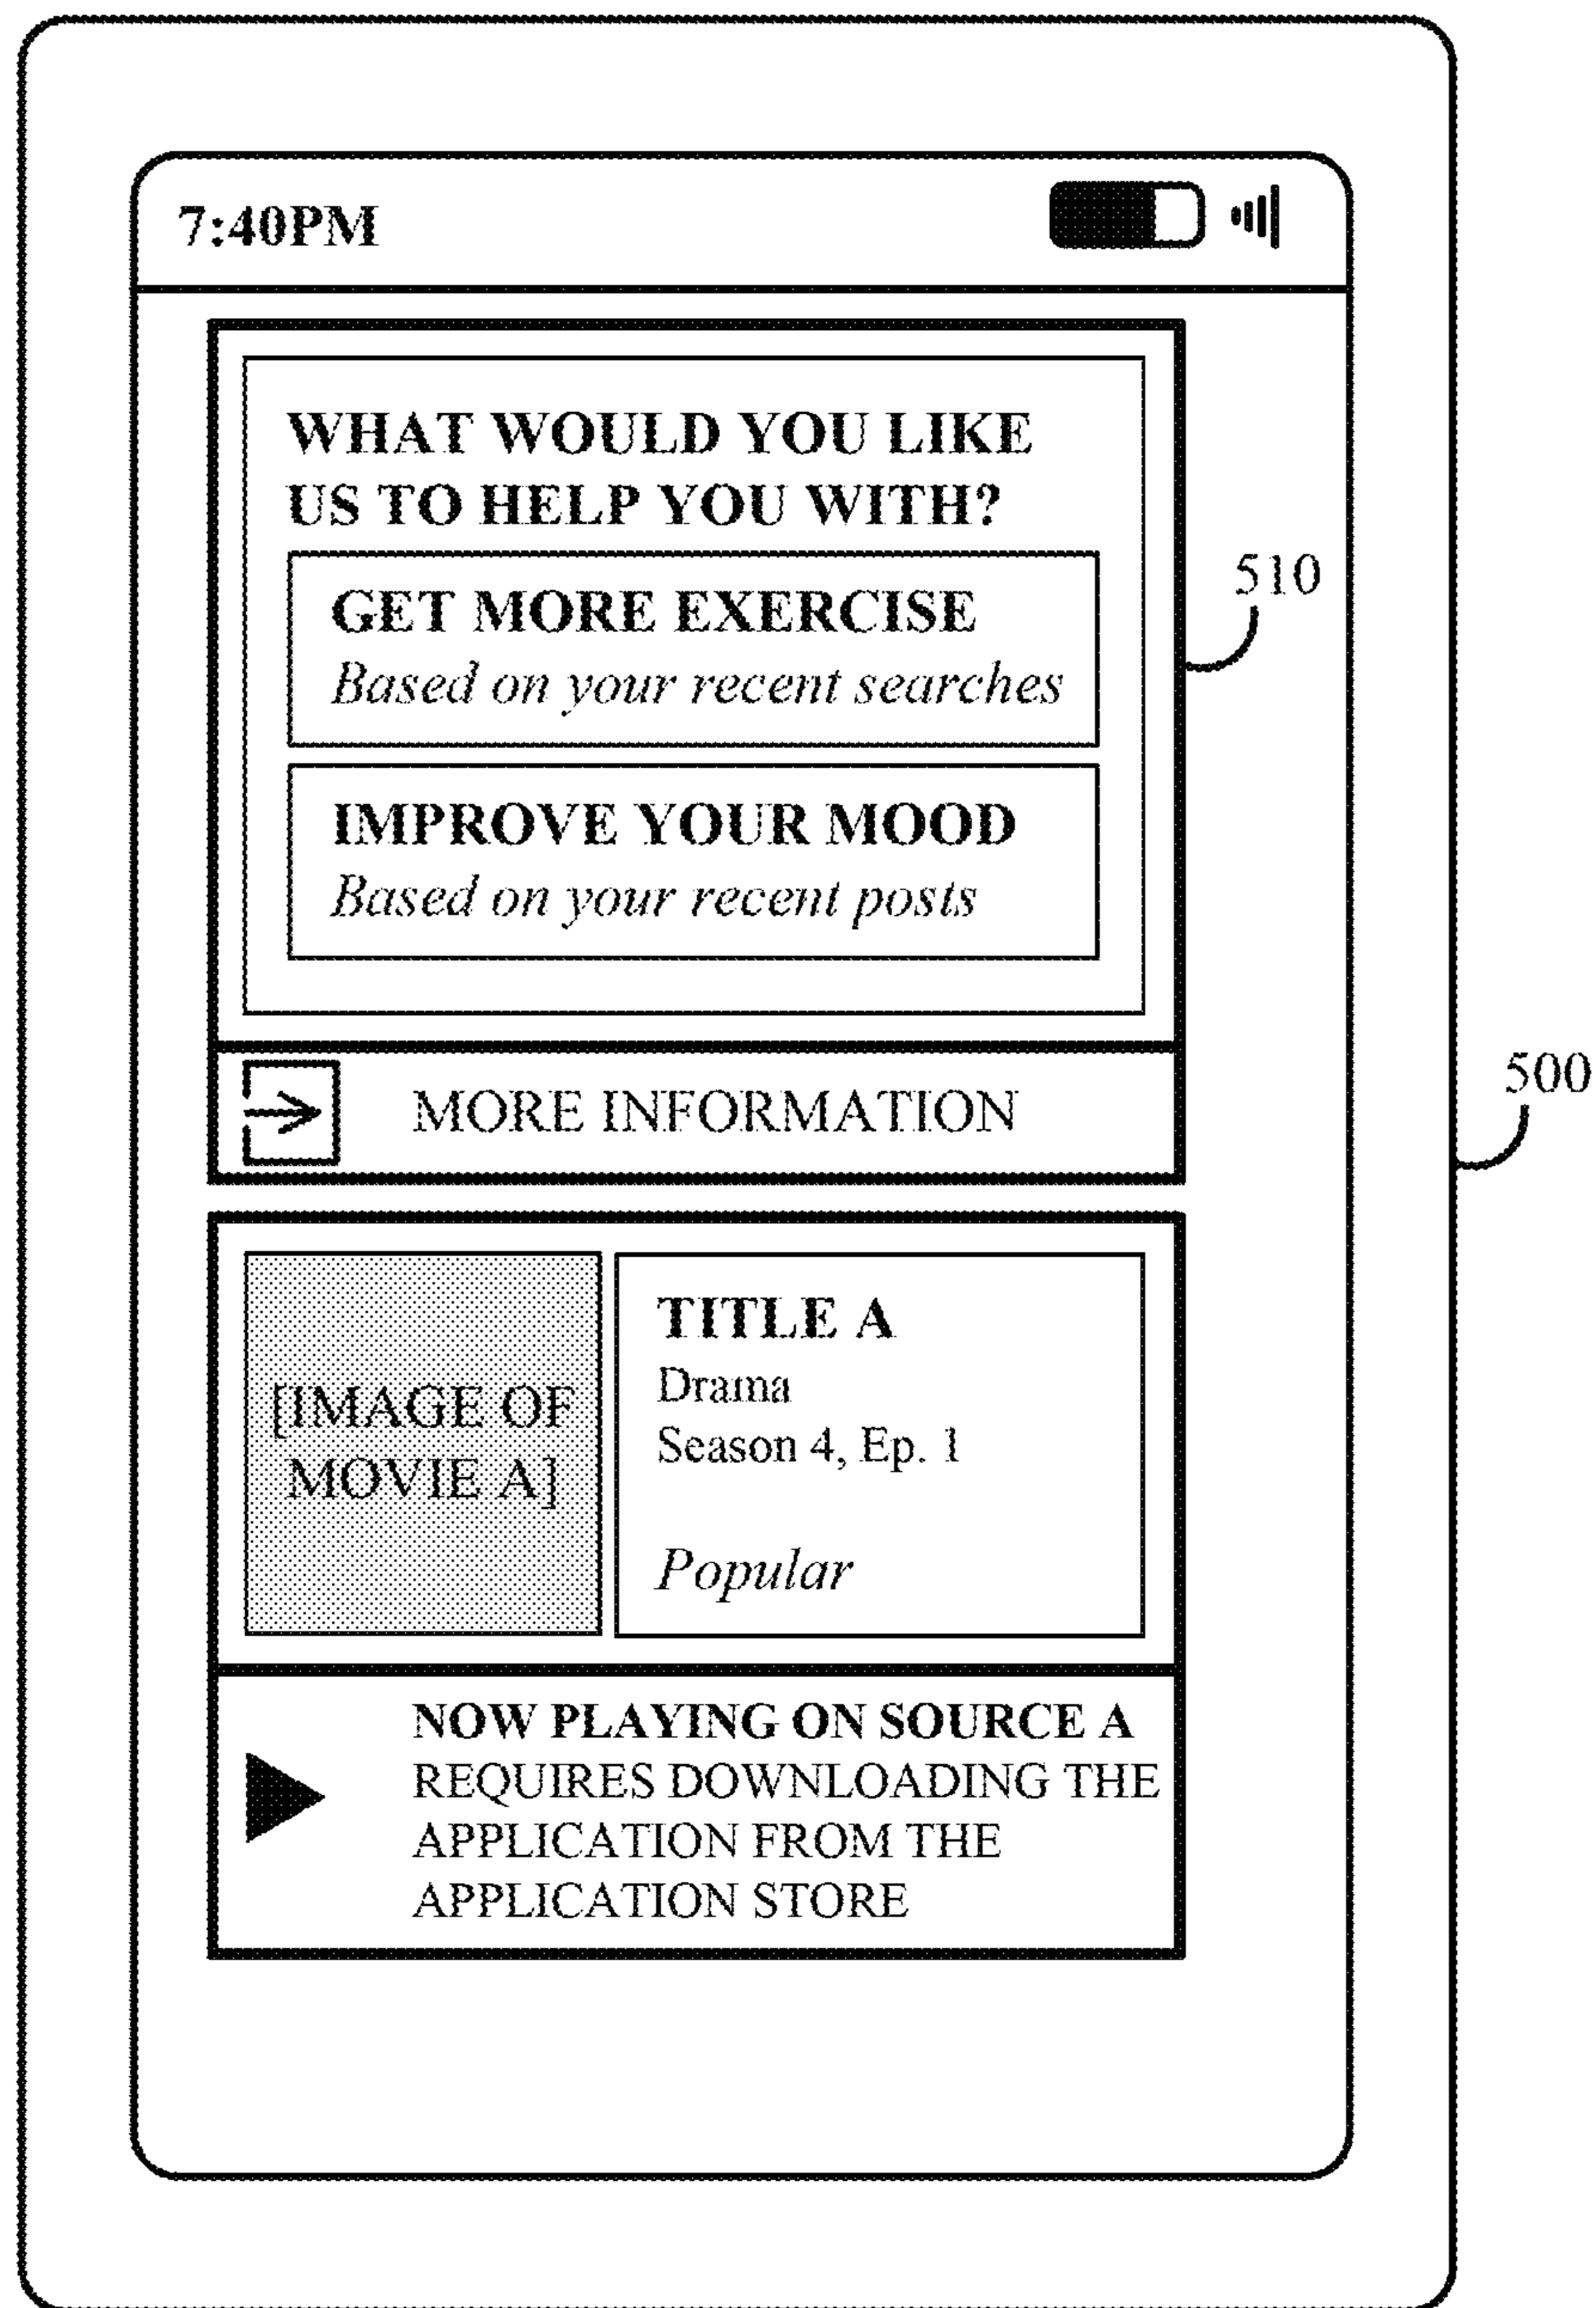 7:40PM
WHAT WOULD YOU LIKE
US TO HELP YOU WITH?
GET MORE EXERCISE
Based on your recent searches
510
IMPROVE YOUR MOOD
Based on your recent posts
MORE INFORMATION
500
[IMAGE OF
MOVIE A]
TITLE A
Drama
Season 4, Ep. 1
Popular
NOW PLAYING ON SOURCE A
REQUIRES DOWNLOADING THE
APPLICATION FROM THE
APPLICATION STORE